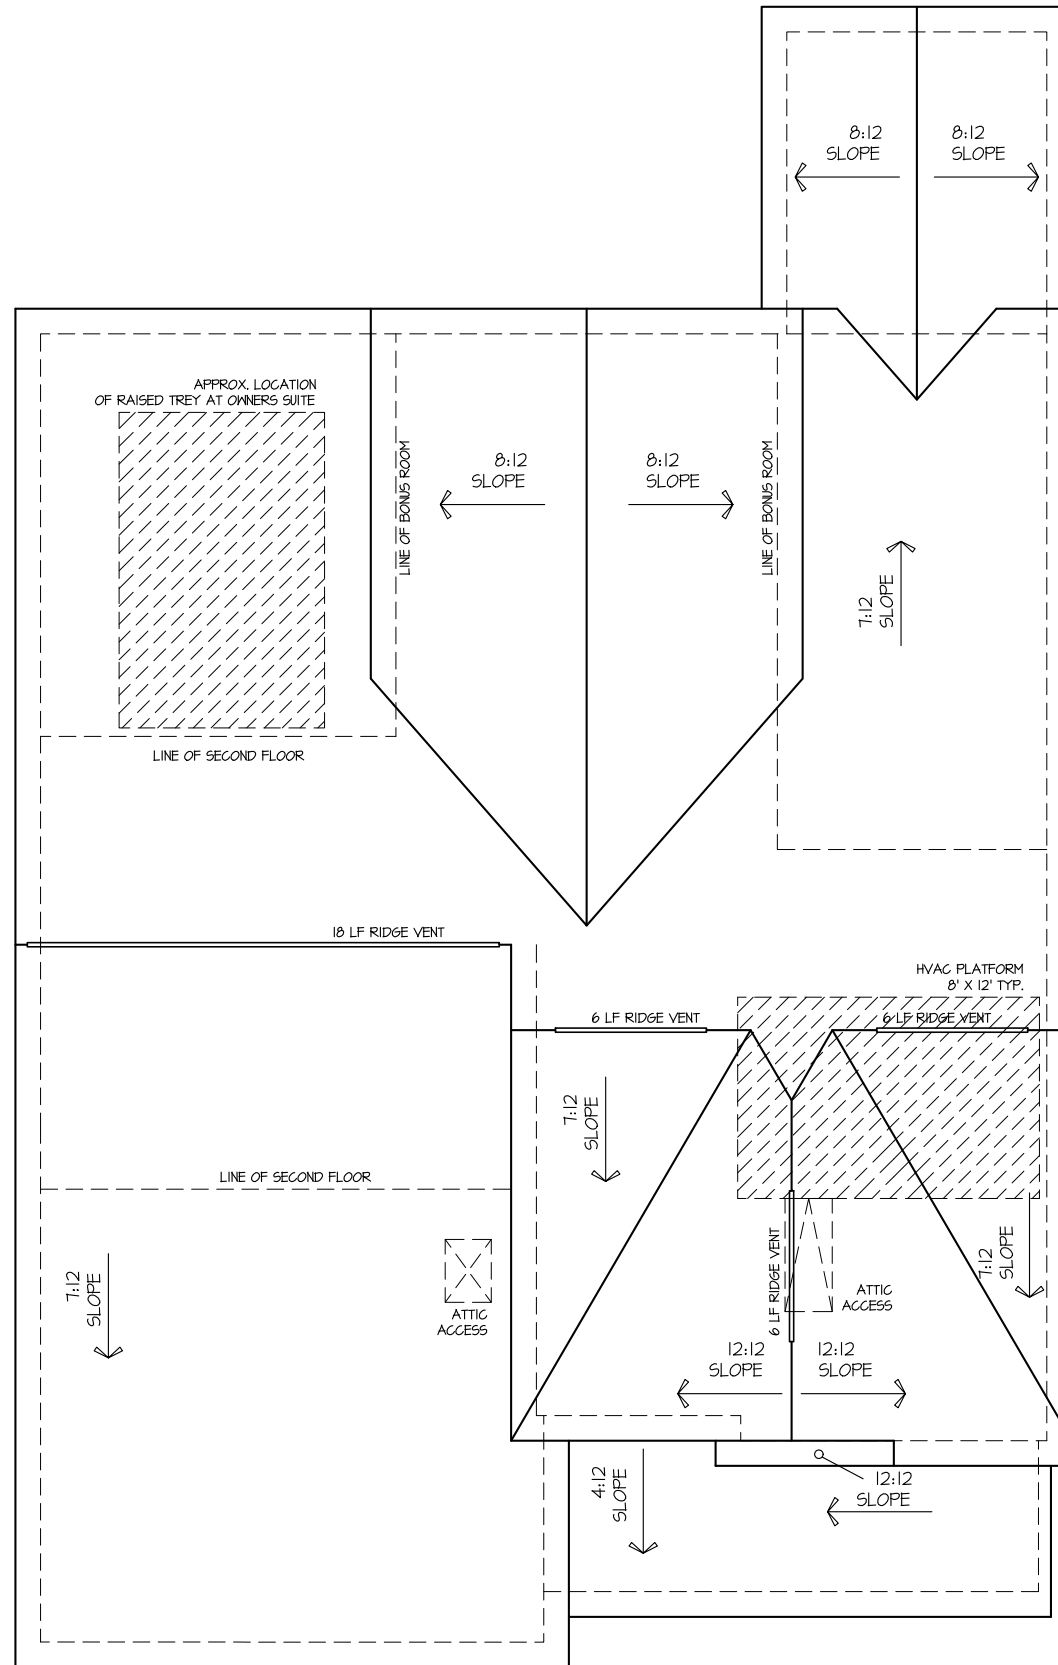 8:12
SLOPE
8:12
SLOPE
APPROX. LOCATION
OF RAISED TREY AT OWNERS SUITE
LINE OF BONUS ROOM
8:12
SLOPE
8:12
SLOPE
LINE OF BONUS ROOM
7:12
SLOPE
LINE OF SECOND FLOOR
18 LF RIDGE VENT
HVAC PLATFORM
8' X 12' TYP.
6 LF RIDGE VENT
6 LF RIDGE VENT
7:12
SLOPE
LINE OF SECOND FLOOR
7:12
SLOPE
ATTIC
ACCESS
6 LF RIDGE VENT
ATTIC
ACCESS
7:12
SLOPE
12:12
SLOPE
12:12
SLOPE
4:12
SLOPE
12:12
SLOPE